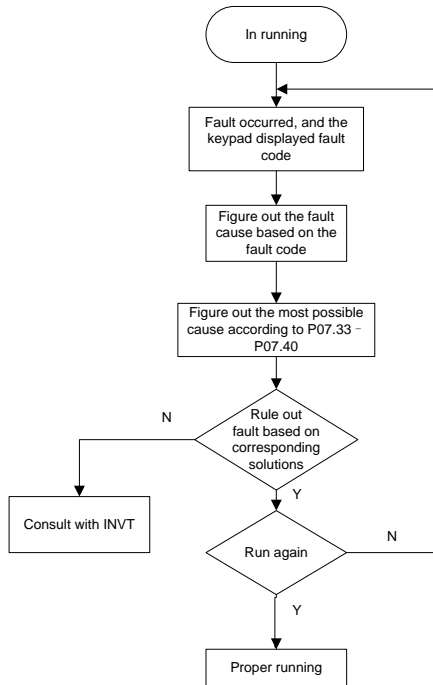 In running
Fault occurred, and the
keypad displayed fault
code
Figure out the fault
cause based on the
fault code
Figure out the most possible
cause according to P07.33–
P07.40
N
Rule out
fault based on
corresponding
solutions
Y
Consult with INVT
Run again
N
Y
Proper running